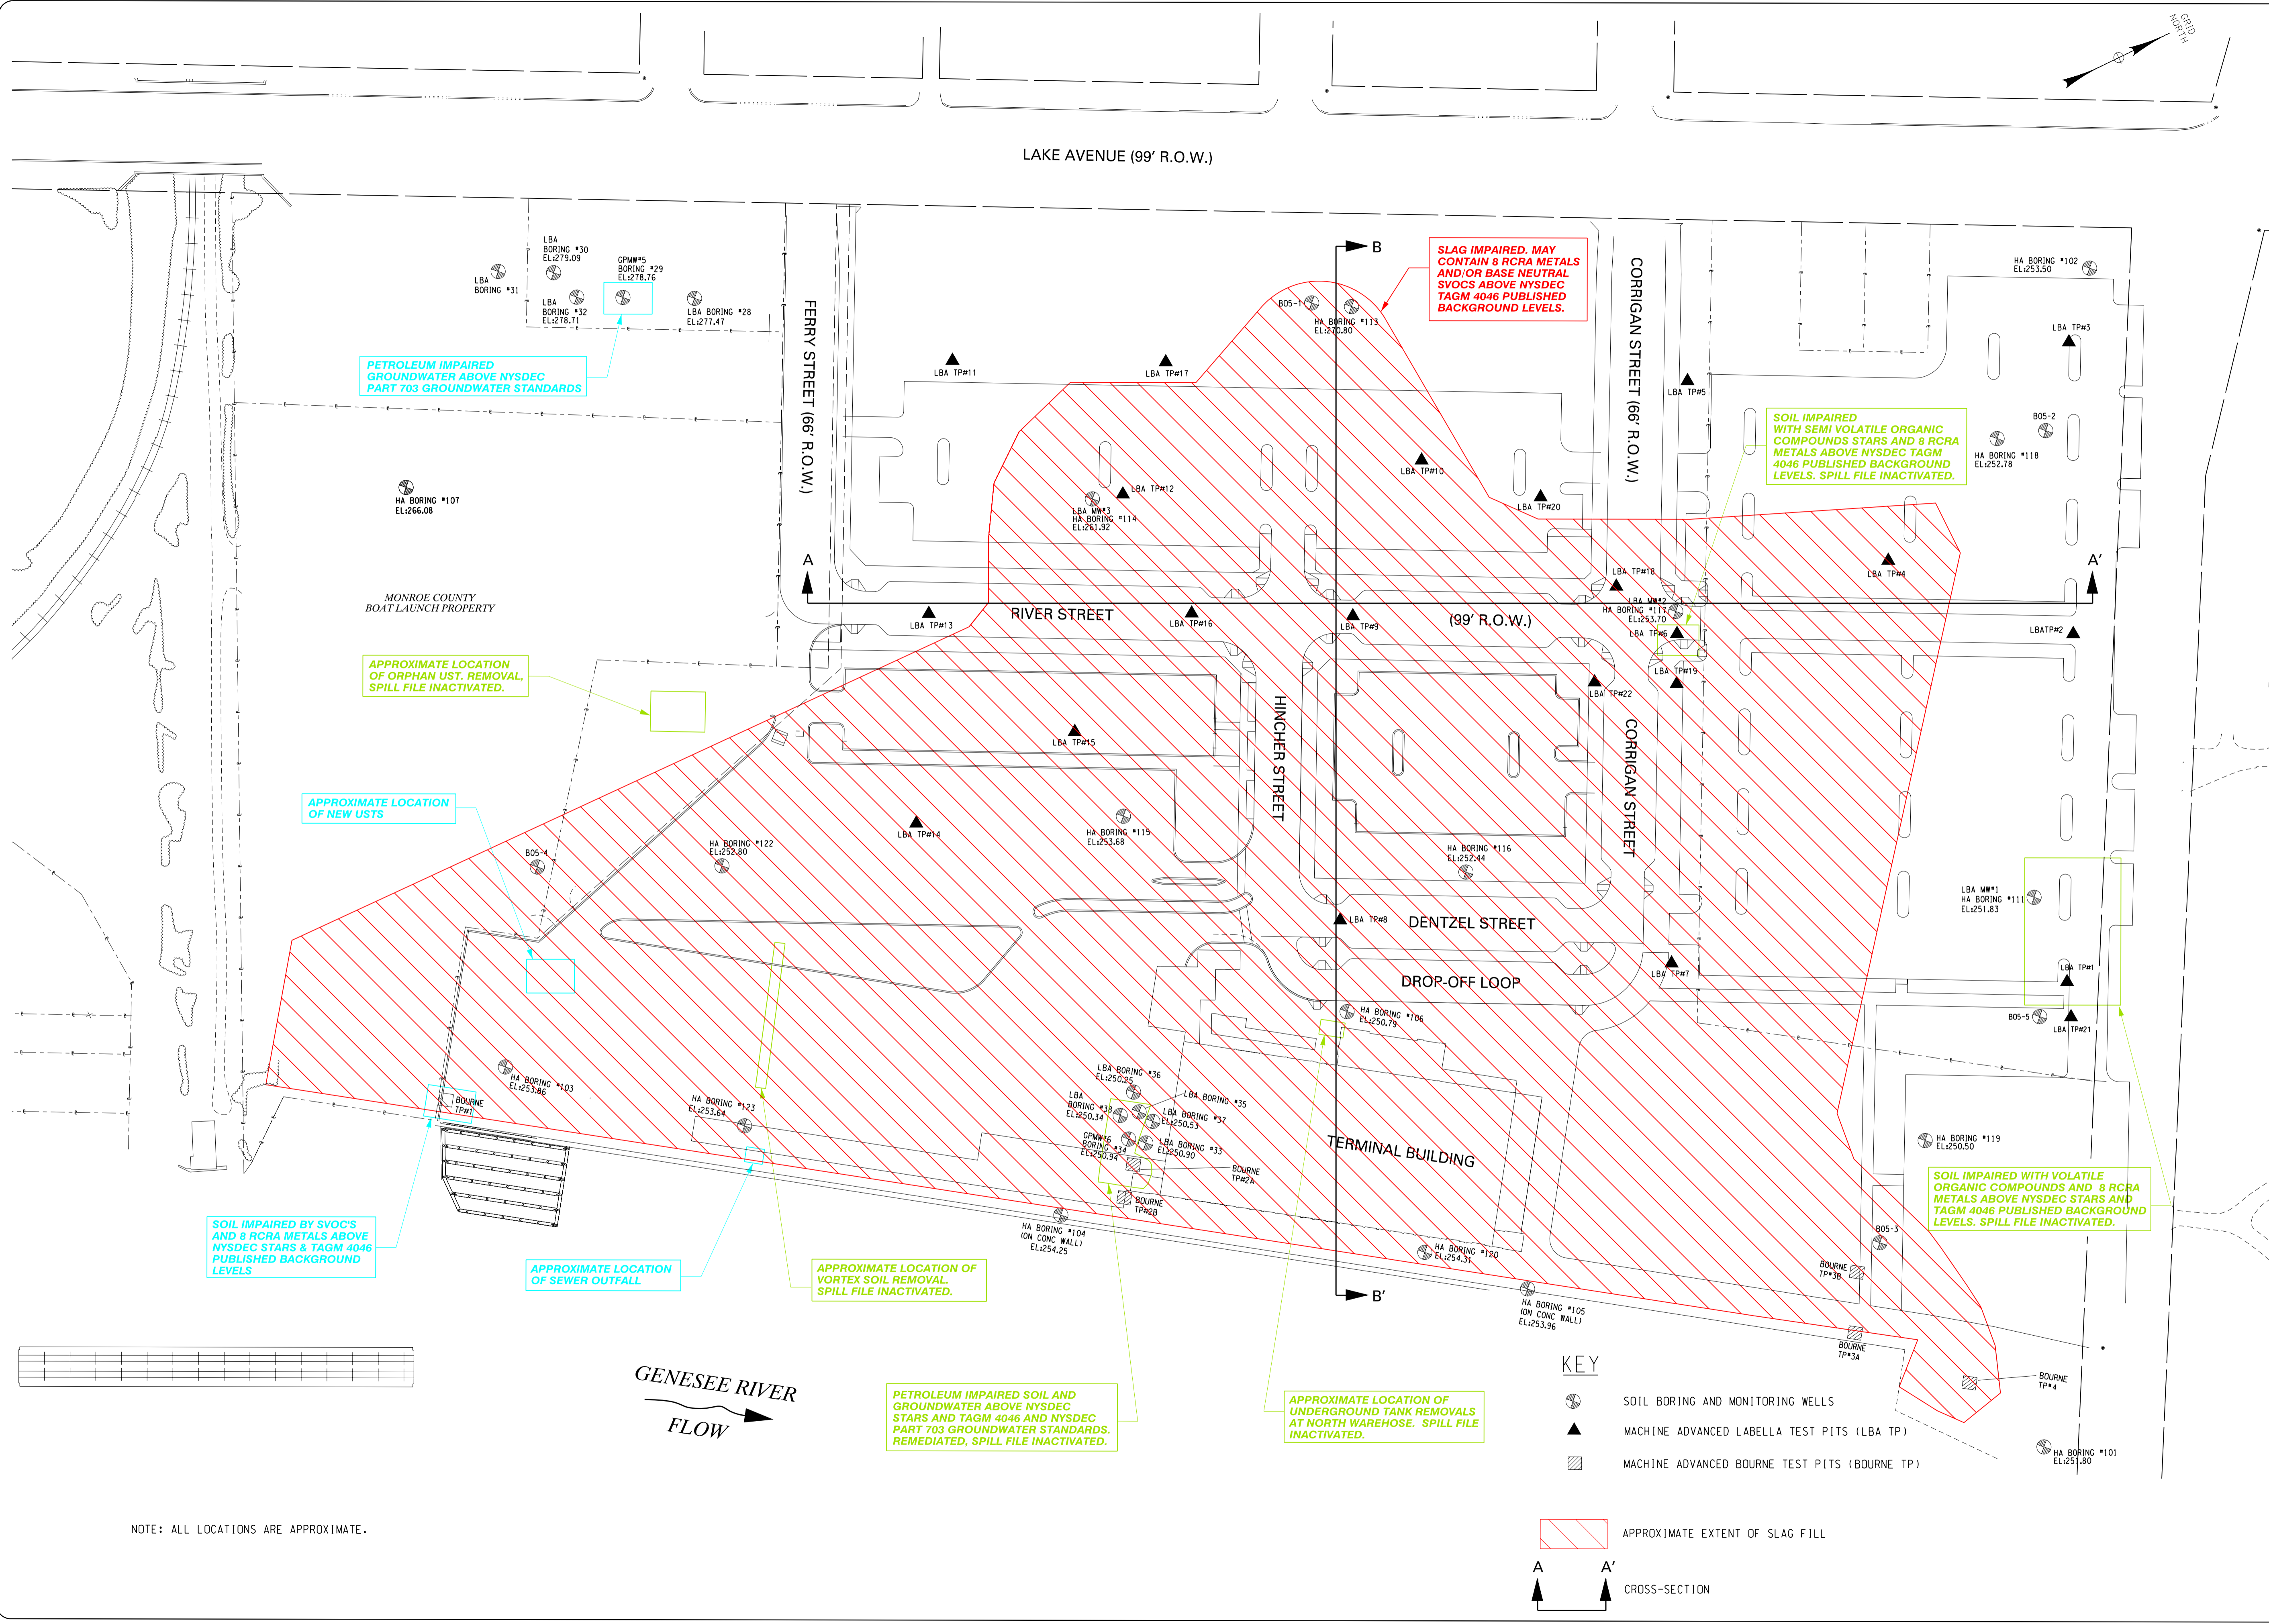 GRID
NORTH
LAKE AVENUE (99' R.O.W.)
LBA
BORING #31
LBA
BORING #30
EL:279.09
LBA
BORING #32
EL:278.71
GPMW#5
BORING #29
EL:278.76
LBA BORING #28
EL:277.47
PETROLEUM IMPAIRED
GROUNDWATER ABOVE NYSDEC
PART 703 GROUNDWATER STANDARDS
FERRY STREET (66' R.O.W.)
LBA TP#11
LBA TP#17
B05-1
HA BORING #113
EL:270.80
B
SLAG IMPAIRED. MAY
CONTAIN 8 RCRA METALS
AND/OR BASE NEUTRAL
SVOCS ABOVE NYSDEC
TAGM 4046 PUBLISHED
BACKGROUND LEVELS.
CORRIGAN STREET (66' R.O.W.)
HA BORING #102
EL:253.50
LBA TP#3
LBA TP#5
SOIL IMPAIRED
WITH SEMI VOLATILE ORGANIC
COMPOUNDS STARS AND 8 RCRA
METALS ABOVE NYSDEC TAGM
4046 PUBLISHED BACKGROUND
LEVELS. SPILL FILE INACTIVATED.
B05-2
HA BORING #118
EL:252.78
HA BORING #107
EL:266.08
LBA TP#12
LBA MW#3
HA BORING #114
EL:261.92
LBA TP#10
LBA TP#20
LBA TP#4
A
A'
MONROE COUNTY
BOAT LAUNCH PROPERTY
LBA TP#13
RIVER STREET
LBA TP#16
LBA TP#9
(99' R.O.W.)
LBA TP#18
LBA MW#2
HA BORING #117
EL:253.70
LBA TP#6
LBATP#2
APPROXIMATE LOCATION
OF ORPHAN UST. REMOVAL,
SPILL FILE INACTIVATED.
LBA TP#19
LBA TP#22
LBA TP#15
HINCHER STREET
CORRIGAN STREET
APPROXIMATE LOCATION
OF NEW USTS
LBA TP#14
HA BORING #115
EL:253.68
B05-4
HA BORING #122
EL:252.80
HA BORING #116
EL:252.44
LBA MW#1
HA BORING #111
EL:251.83
LBA TP#8
DENTZEL STREET
LBA TP#7
DROP-OFF LOOP
LBA TP#1
B05-5
LBA TP#21
HA BORING #106
EL:250.79
HA BORING #103
EL:253.86
BOURNE
TP#1
HA BORING #123
EL:253.64
LBA BORING #36
EL:250.25
LBA BORING #35
LBA
BORING #38
EL:250.34
LBA BORING #37
EL:250.53
GPMW#6
BORING #34
EL:250.94
LBA BORING #33
EL:250.90
BOURNE
TP#2A
BOURNE
TP#2B
TERMINAL BUILDING
HA BORING #119
EL:250.50
SOIL IMPAIRED WITH VOLATILE
ORGANIC COMPOUNDS AND 8 RCRA
METALS ABOVE NYSDEC STARS AND
TAGM 4046 PUBLISHED BACKGROUND
LEVELS. SPILL FILE INACTIVATED.
SOIL IMPAIRED BY SVOC'S
AND 8 RCRA METALS ABOVE
NYSDEC STARS & TAGM 4046
PUBLISHED BACKGROUND
LEVELS
HA BORING #104
(ON CONC WALL)
EL:254.25
HA BORING #120
EL:254.31
B05-3
BOURNE
TP#3B
APPROXIMATE LOCATION
OF SEWER OUTFALL
APPROXIMATE LOCATION OF
VORTEX SOIL REMOVAL.
SPILL FILE INACTIVATED.
B'
HA BORING #105
(ON CONC WALL)
EL:253.96
BOURNE
TP#3A
BOURNE
TP#4
GENESEE RIVER
FLOW
PETROLEUM IMPAIRED SOIL AND
GROUNDWATER ABOVE NYSDEC
STARS AND TAGM 4046 AND NYSDEC
PART 703 GROUNDWATER STANDARDS.
REMEDIATED, SPILL FILE INACTIVATED.
APPROXIMATE LOCATION OF
UNDERGROUND TANK REMOVALS
AT NORTH WAREHOSE. SPILL FILE
INACTIVATED.
KEY
SOIL BORING AND MONITORING WELLS
MACHINE ADVANCED LABELLA TEST PITS (LBA TP)
MACHINE ADVANCED BOURNE TEST PITS (BOURNE TP)
HA BORING #101
EL:251.80
NOTE: ALL LOCATIONS ARE APPROXIMATE.
APPROXIMATE EXTENT OF SLAG FILL
A A'
CROSS-SECTION